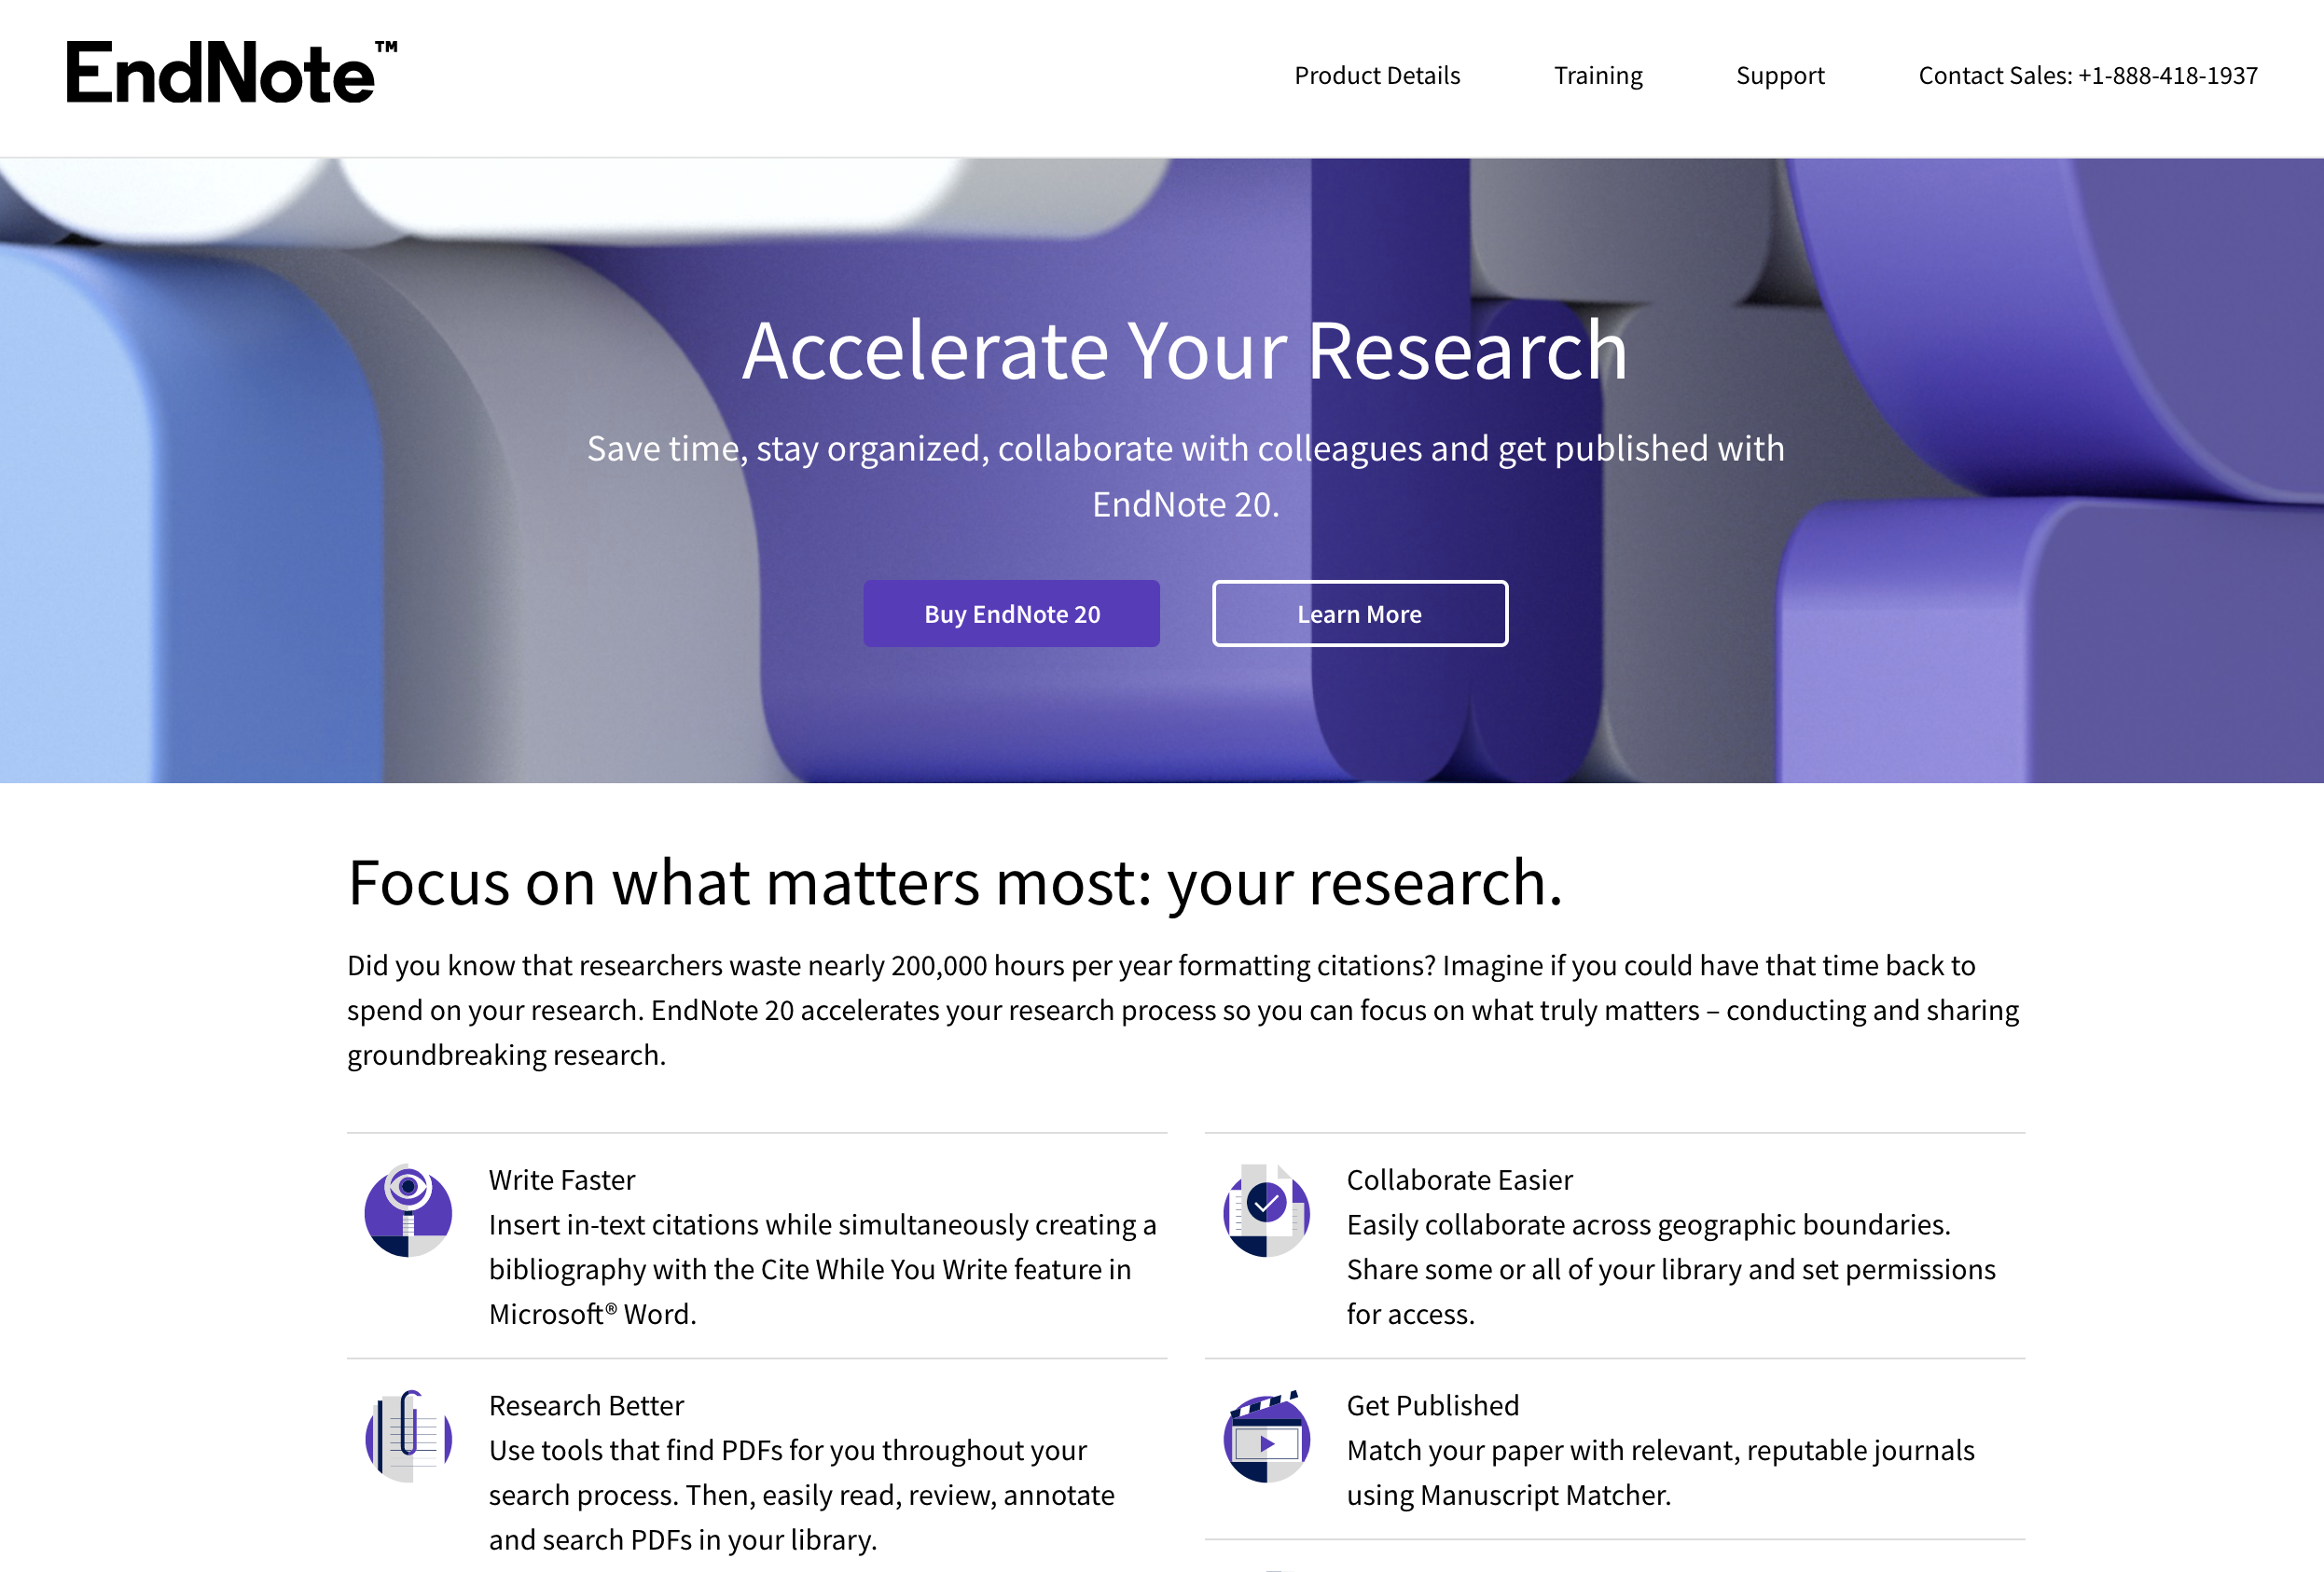 EndNote™
Product Details
Training
Support
Contact Sales: +1-888-418-1937
Accelerate Your Research
Save time, stay organized, collaborate with colleagues and get published with
EndNote 20.
Buy EndNote 20
Learn More
Focus on what matters most: your research.
Did you know that researchers waste nearly 200,000 hours per year formatting citations? Imagine if you could have that time back to
spend on your research. EndNote 20 accelerates your research process so you can focus on what truly matters – conducting and sharing
groundbreaking research.
Write Faster
Insert in-text citations while simultaneously creating a
bibliography with the Cite While You Write feature in
Microsoft® Word.
Collaborate Easier
Easily collaborate across geographic boundaries.
Share some or all of your library and set permissions
for access.
Research Better
Use tools that find PDFs for you throughout your
search process. Then, easily read, review, annotate
and search PDFs in your library.
Get Published
Match your paper with relevant, reputable journals
using Manuscript Matcher.